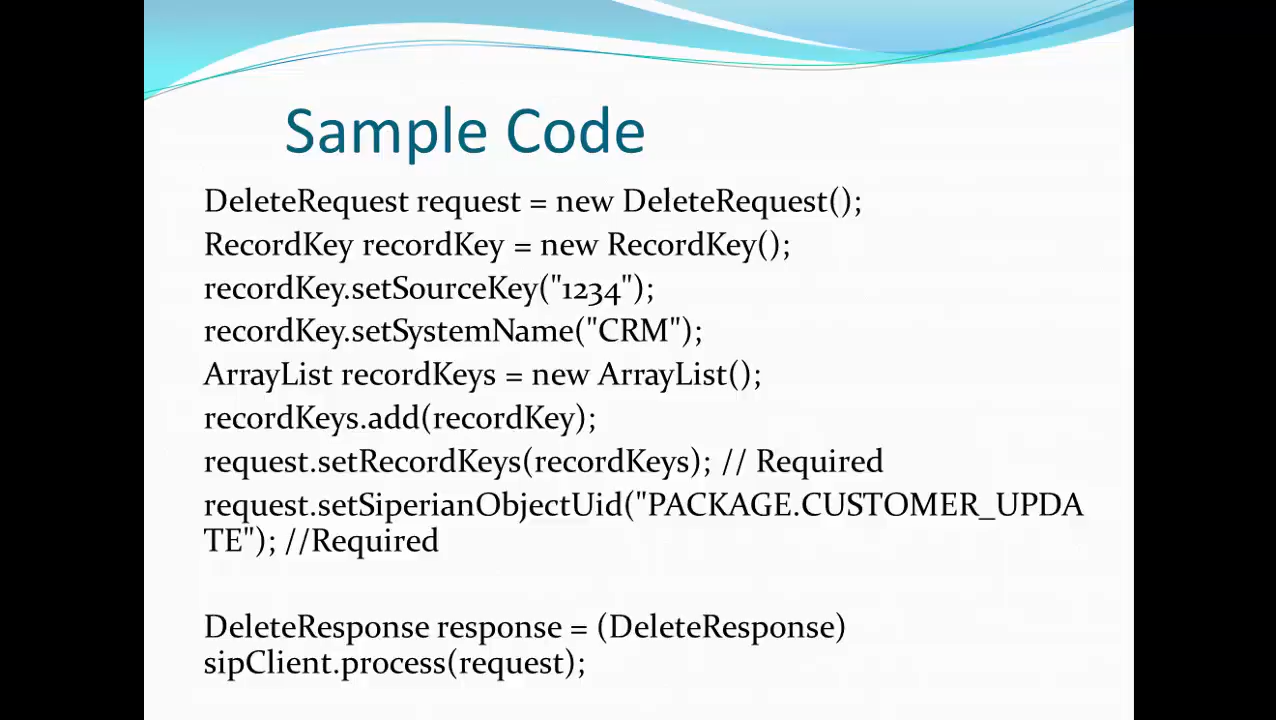 Sample Code
DeleteRequest request = new DeleteRequest();
RecordKey recordKey = new RecordKey();
recordKey.setSourceKey("1234");
recordKey.setSystemName("CRM");
ArrayList recordKeys = new ArrayList();
recordKeys.add(recordKey);
request.setRecordKeys(recordKeys); // Required
request.setSiperianObjectUid("PACKAGE.CUSTOMER_UPDA
TE"); //Required
DeleteResponse response = (DeleteResponse)
sipClient.process(request);